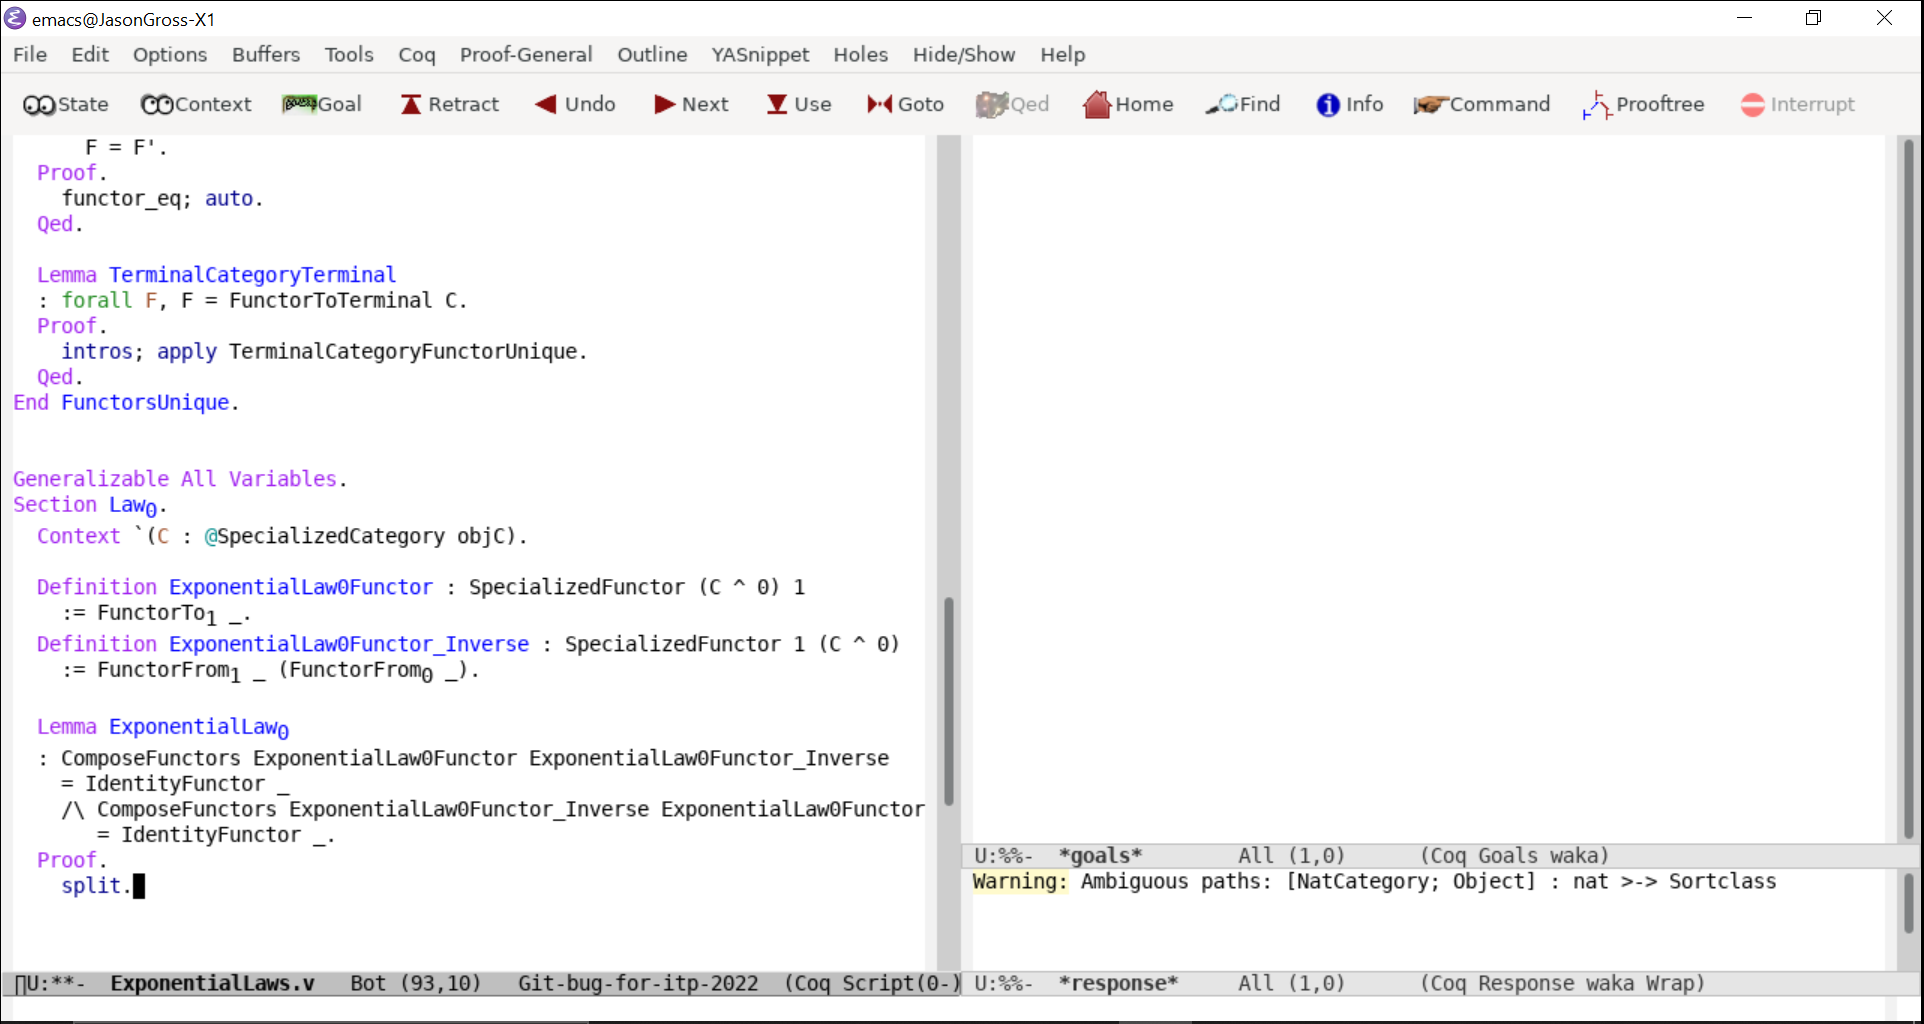 emacs@JasonGross-X1
File Edit Options Buffers Tools Coq Proof-General Outline YASnippet Holes Hide/Show Help
State Context Goal Retract Undo Next Use Goto Qed Home Find Info Command Prooftree Interrupt
      F = F'.
  Proof.
    functor_eq; auto.
  Qed.
  Lemma TerminalCategoryTerminal
  : forall F, F = FunctorToTerminal C.
  Proof.
    intros; apply TerminalCategoryFunctorUnique.
  Qed.
End FunctorsUnique.
Generalizable All Variables.
Section Law₀.
  Context `(C : @SpecializedCategory objC).
  Definition ExponentialLaw0Functor : SpecializedFunctor (C ^ 0) 1
    := FunctorTo₁ _.
  Definition ExponentialLaw0Functor_Inverse : SpecializedFunctor 1 (C ^ 0)
    := FunctorFrom₁ _ (FunctorFrom₀ _).
  Lemma ExponentialLaw₀
  : ComposeFunctors ExponentialLaw0Functor ExponentialLaw0Functor_Inverse
    = IdentityFunctor _
    /\ ComposeFunctors ExponentialLaw0Functor_Inverse ExponentialLaw0Functor
       = IdentityFunctor _.
  Proof.
    split.
U:**-  ExponentialLaws.v   Bot (93,10)   Git-bug-for-itp-2022  (Coq Script(0-)
U:%%-  *goals*        All (1,0)      (Coq Goals waka)
Warning: Ambiguous paths: [NatCategory; Object] : nat >-> Sortclass
U:%%-  *response*     All (1,0)      (Coq Response waka Wrap)